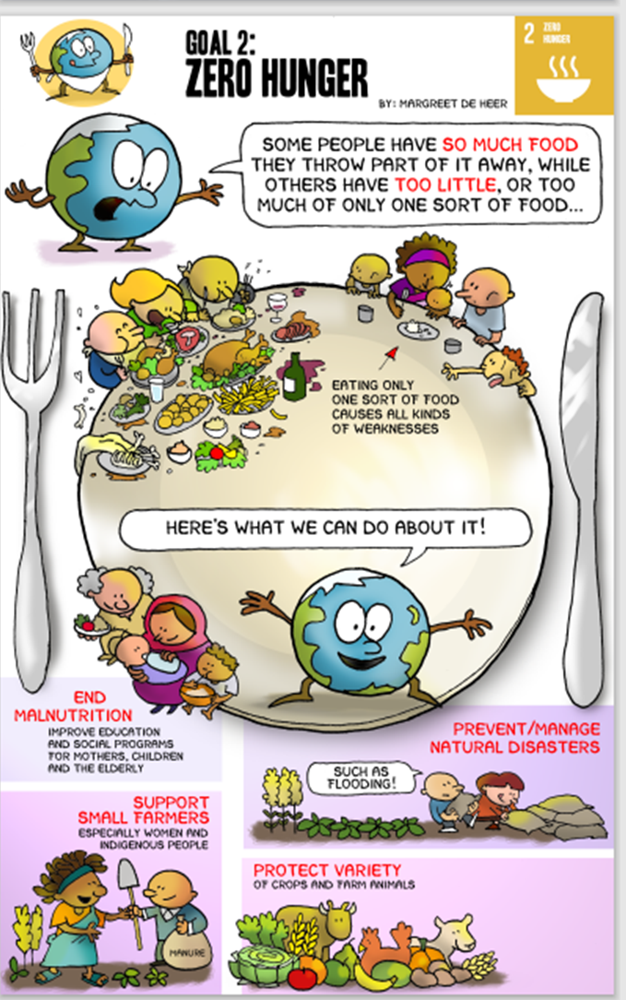 GOAL 2:
ZERO HUNGER
BY: MARGREET DE HEER
2 ZERO
HUNGER
SOME PEOPLE HAVE SO MUCH FOOD
THEY THROW PART OF IT AWAY, WHILE
OTHERS HAVE TOO LITTLE, OR TOO
MUCH OF ONLY ONE SORT OF FOOD...
EATING ONLY
ONE SORT OF FOOD
CAUSES ALL KINDS
OF WEAKNESSES
HERE'S WHAT WE CAN DO ABOUT IT!
END
MALNUTRITION
IMPROVE EDUCATION
AND SOCIAL PROGRAMS
FOR MOTHERS, CHILDREN
AND THE ELDERLY
PREVENT/MANAGE
NATURAL DISASTERS
SUCH AS
FLOODING!
SUPPORT
SMALL FARMERS
ESPECIALLY WOMEN AND
INDIGENOUS PEOPLE
MANURE
PROTECT VARIETY
OF CROPS AND FARM ANIMALS